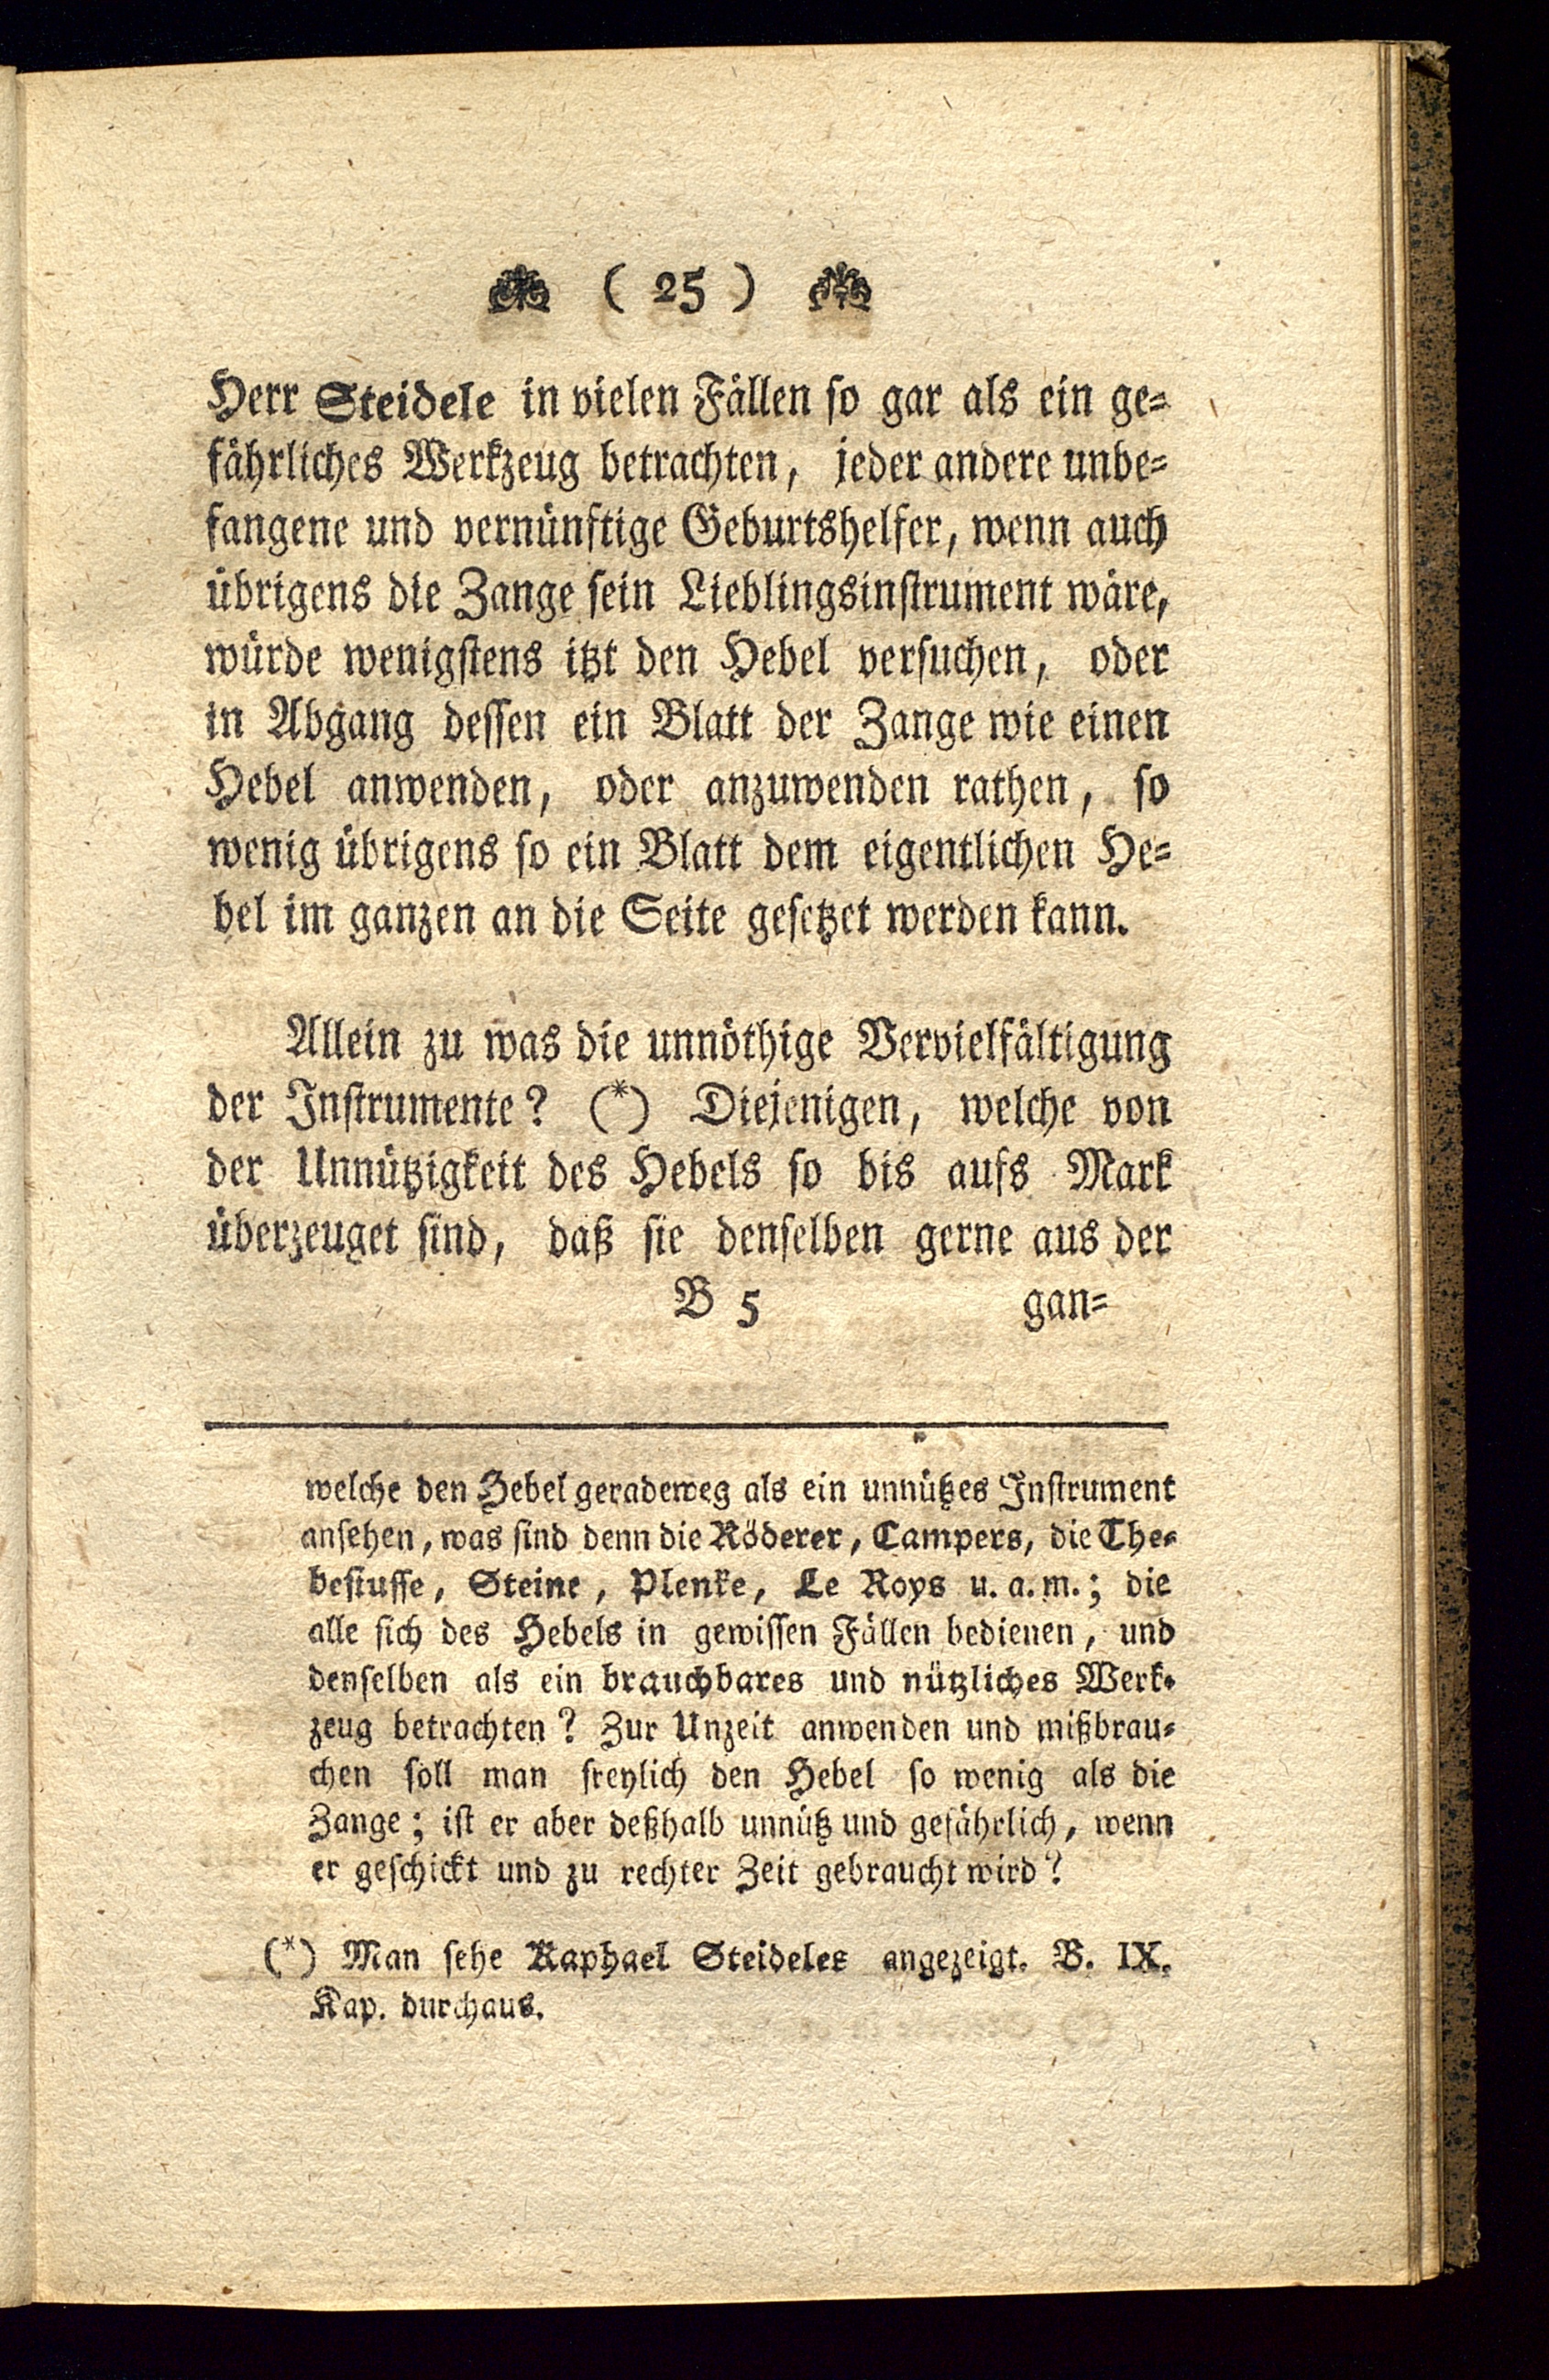 ( 25 )
Herr Steidele in vielen Fällen so gar als ein ge=
fährliches Werkzeug betrachten, jeder andere unbe=
fangene und vernünftige Geburtshelfer, wenn auch
übrigens die Zange sein Lieblingsinstrument wäre,
würde wenigstens itzt den Hebel versuchen, oder
in Abgang dessen ein Blatt der Zange wie einen
Hebel anwenden, oder anzuwenden rathen, so
wenig übrigens so ein Blatt dem eigentlichen He=
bel im ganzen an die Seite gesetzet werden kann.
Allein zu was die unnöthige Vervielfältigung
der Instrumente? (*) Diejenigen, welche von
der Unnützigkeit des Hebels so bis aufs Mark
überzeuget sind, daß sie denselben gerne aus der
B 5 gan=
welche den Hebel geradeweg als ein unnützes Instrument
ansehen, was sind denn die Röderer, Campers, die The=
besiusse, Steine, Plenke, Le Roys u. a. m.; die
alle sich des Hebels in gewissen Fällen bedienen, und
denselben als ein brauchbares und nützliches Werk=
zeug betrachten? Zur Unzeit anwenden und mißbrau=
chen soll man freylich den Hebel so wenig als die
Zange; ist er aber deßhalb unnütz und gefährlich, wenn
er geschickt und zu rechter Zeit gebraucht wird?
(*) Man sehe Raphael Steideles angezeigt. B. IX.
Kap. durchaus.